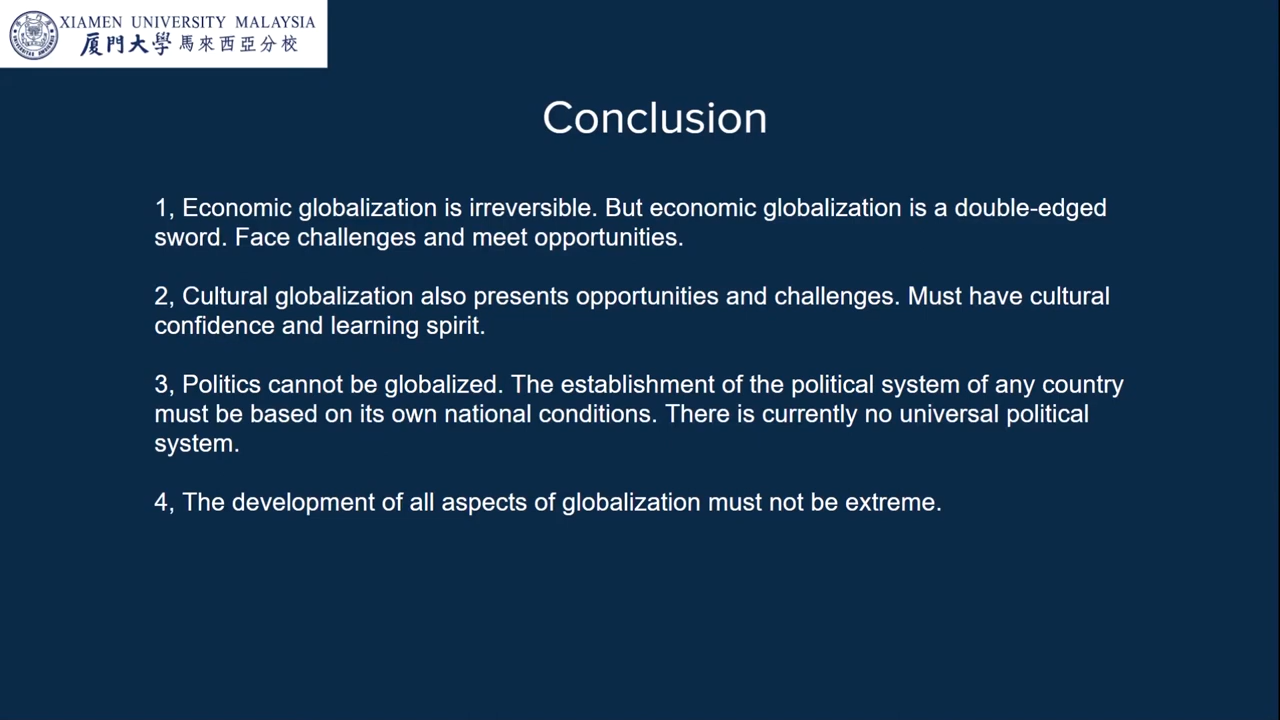 XIAMEN UNIVERSITY MALAYSIA
厦門大學 馬來西亞分校
Conclusion
1, Economic globalization is irreversible. But economic globalization is a double-edged
sword. Face challenges and meet opportunities.
2, Cultural globalization also presents opportunities and challenges. Must have cultural
confidence and learning spirit.
3, Politics cannot be globalized. The establishment of the political system of any country
must be based on its own national conditions. There is currently no universal political
system.
4, The development of all aspects of globalization must not be extreme.